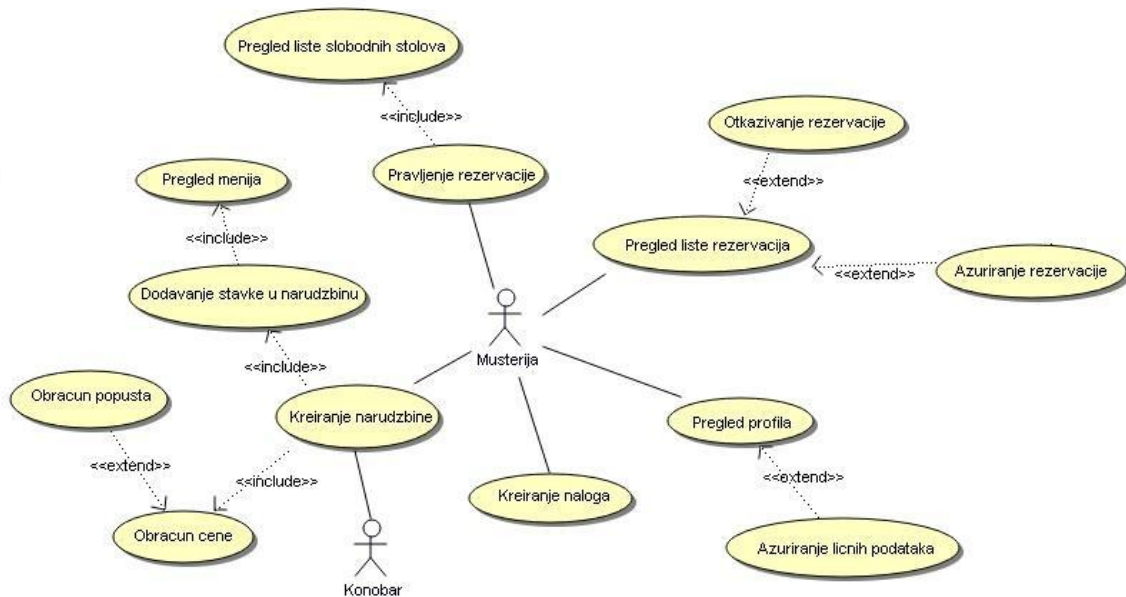 Pregled liste slobodnih stolova
<<include>>
Otkazivanje rezervacije
Pregled menija
Pravljenje rezervacije
<<extend>>
<<include>>
Pregled liste rezervacija
<<extend>>
Azuriranje rezervacije
Dodavanje stavke u narudzbinu
Musterija
<<include>>
Obracun popusta
Kreiranje narudzbine
Pregled profila
<<extend>>
<<include>>
<<extend>>
Kreiranje naloga
Obracun cene
Azuriranje licnih podataka
Konobar